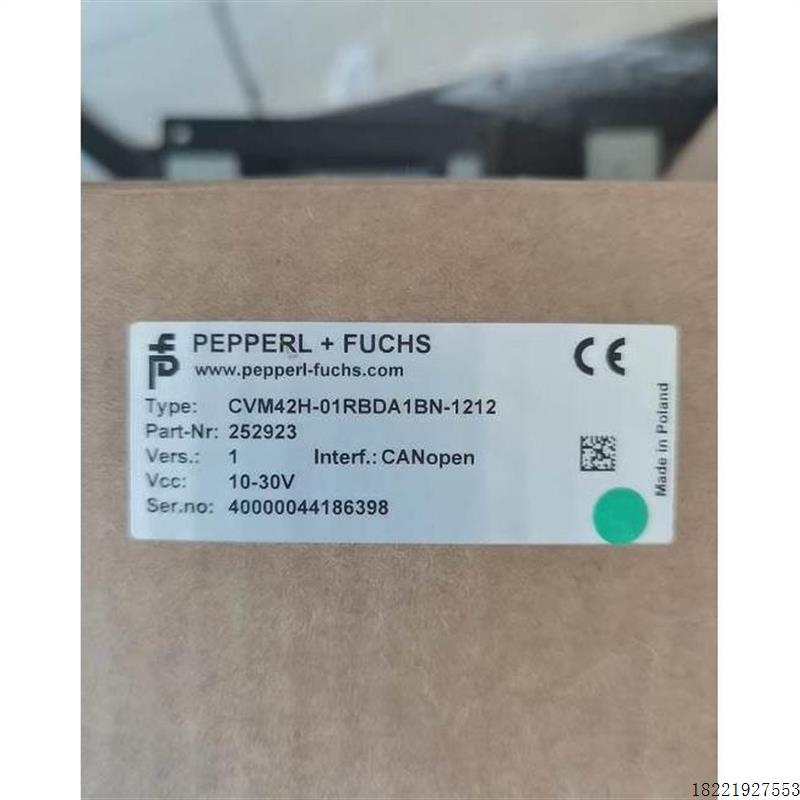 PEPPERL + FUCHS
www.pepperl-fuchs.com
Type: CVM42H-01RBDA1BN-1212
Part-Nr: 252923
Vers.: 1 Interf.: CANopen
Vcc: 10-30V
Ser.no: 40000044186398
CE
Made in Poland
18221927553